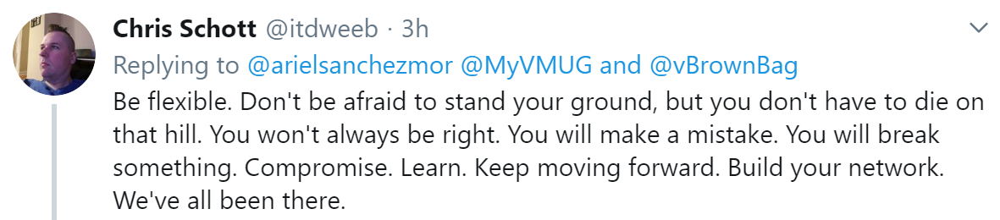 Chris Schott @itdweeb · 3h
Replying to @arielsanchezmor @MyVMUG and @vBrownBag
Be flexible. Don't be afraid to stand your ground, but you don't have to die on
that hill. You won't always be right. You will make a mistake. You will break
something. Compromise. Learn. Keep moving forward. Build your network.
We've all been there.